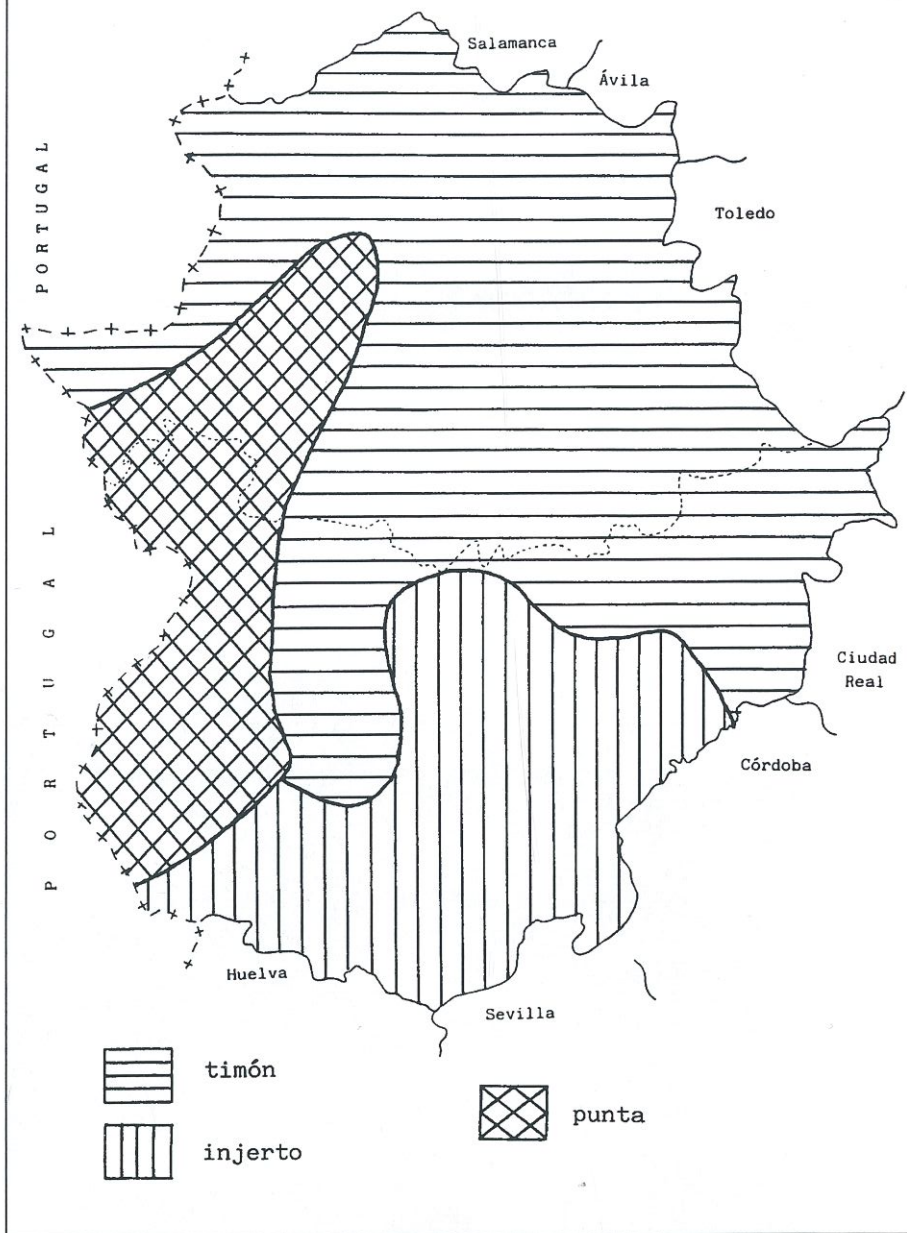 Salamanca
Ávila
PORTUGAL
Toledo
PORTUGAL
Ciudad
Real
Córdoba
Huelva
Sevilla
timón
punta
injerto